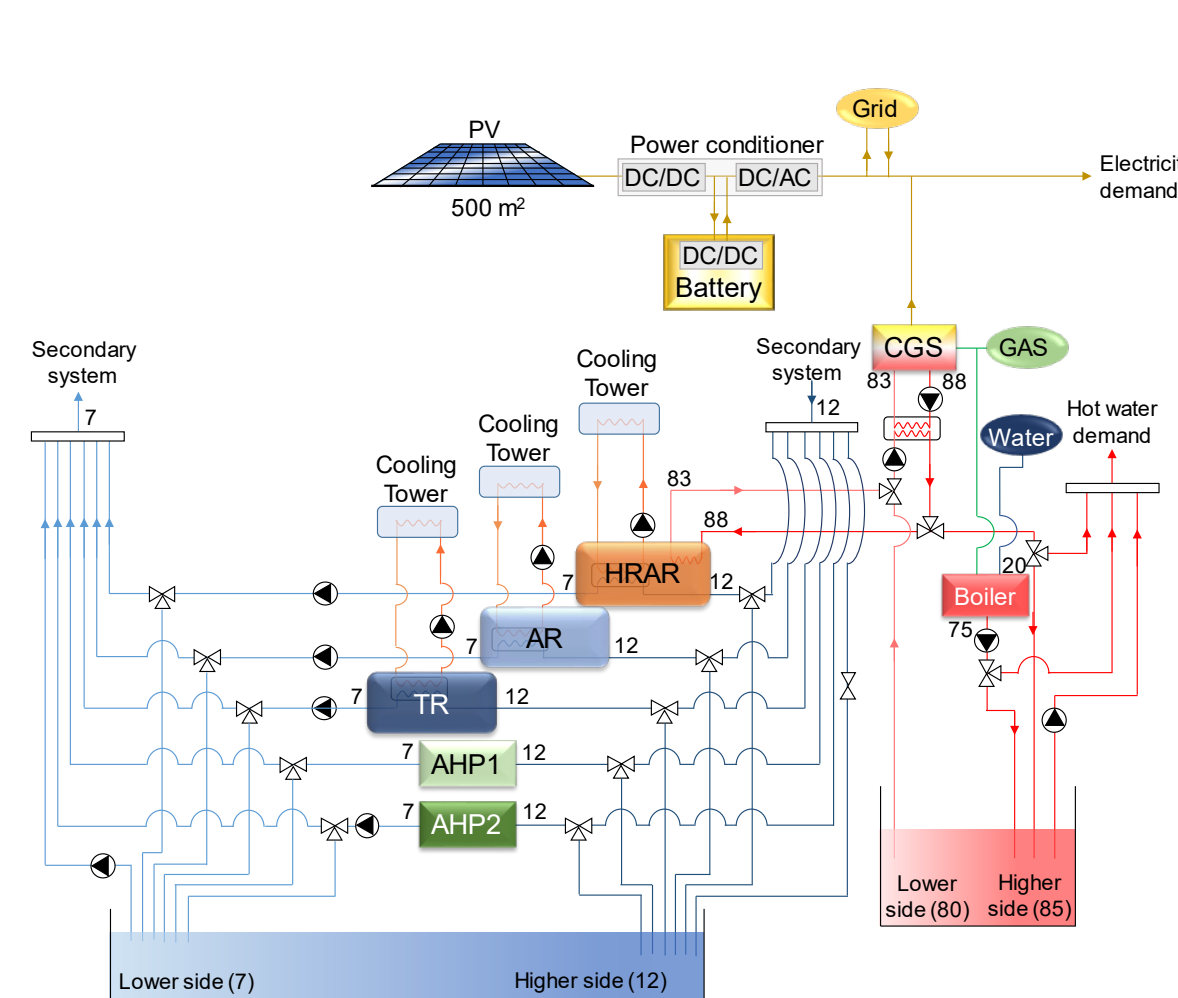 Grid
PV
Power conditioner
DC/DC
DC/AC
Electricit
demand
500 m²
DC/DC
Battery
Secondary
system
7
Cooling
Tower
Cooling
Tower
Cooling
Tower
Secondary
system
12
CGS
GAS
83
88
Hot water
demand
Water
83
88
HRAR
7
12
20
Boiler
75
AR
7
12
TR
7
12
7
AHP1
12
7
AHP2
12
Lower
side (80)
Higher
side (85)
Lower side (7)
Higher side (12)